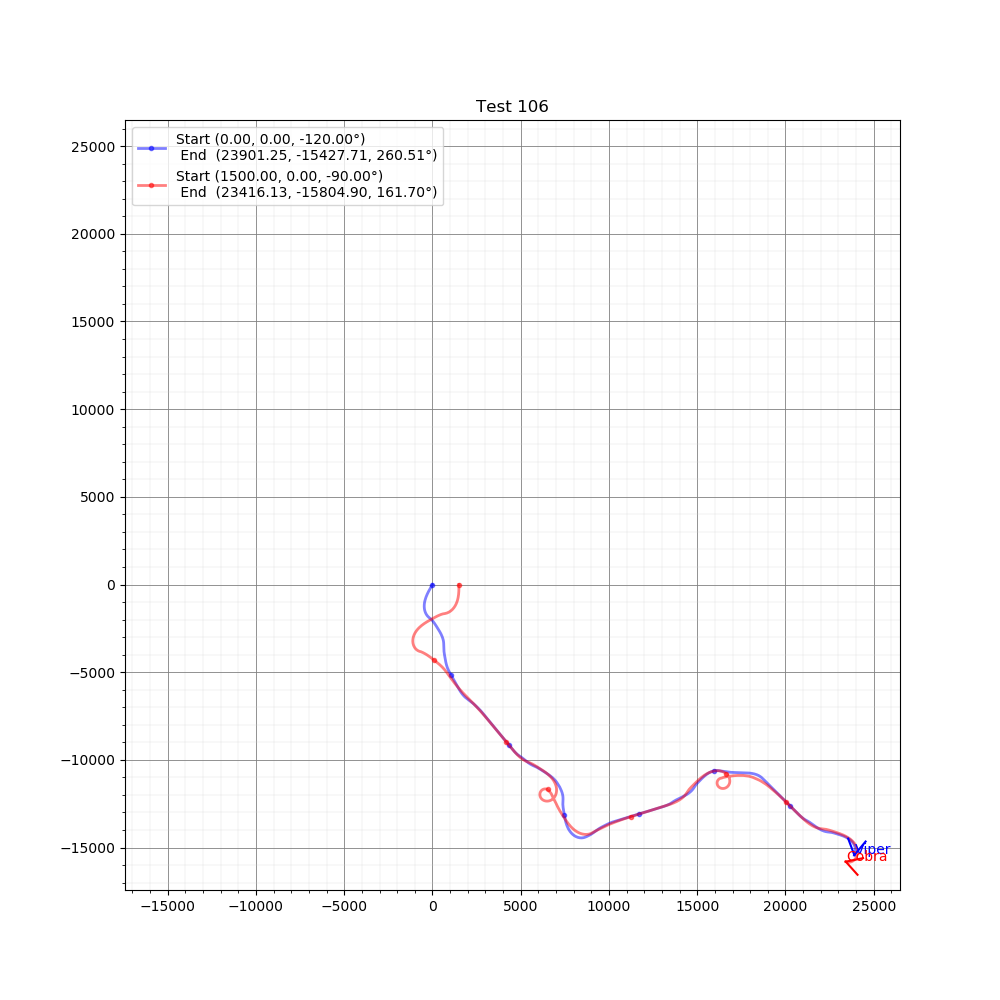 Test 106
Start (0.00, 0.00, -120.00°)
End (23901.25, -15427.71, 260.51°)
Start (1500.00, 0.00, -90.00°)
End (23416.13, -15804.90, 161.70°)
25000
20000
15000
10000
5000
0
−5000
−10000
−15000
Viper
Cobra
−15000 −10000 −5000 0 5000 10000 15000 20000 25000